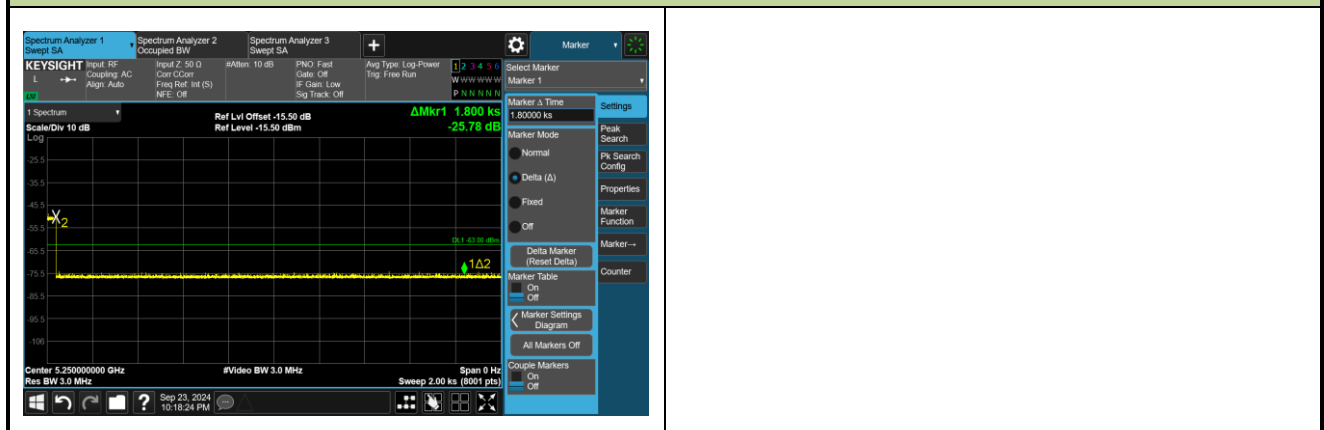 Spectrum Analyzer 1
Swept SA
Spectrum Analyzer 2
Occupied BW
Spectrum Analyzer 3
Swept SA
+
Marker
KEYSIGHT
L
Input: RF
Coupling: AC
Align: Auto
Input Z: 50 Ω
Corr CCorr
Freq Ref: Int (S)
NFE: Off
#Atten: 10 dB
PNO: Fast
Gate: Off
IF Gain: Low
Sig Track: Off
Avg Type: Log-Power
Trig: Free Run
1 2 3 4 5 6
W W W W W W
P N N N N N
Select Marker
Marker 1
1 Spectrum
Scale/Div 10 dB
Log
Ref Lvl Offset -15.50 dB
Ref Level -15.50 dBm
ΔMkr1 1.800 ks
-25.78 dB
-25.5
-35.5
-45.5
-55.5
-65.5
-75.5
-85.5
-95.5
-106
X2
DL1 -63.00 dBm
1Δ2
Center 5.250000000 GHz
Res BW 3.0 MHz
#Video BW 3.0 MHz
Span 0 Hz
Sweep 2.00 ks (8001 pts)
Marker Δ Time
1.80000 ks
Marker Mode
Normal
Delta (Δ)
Fixed
Off
Delta Marker
(Reset Delta)
Marker Table
On
Off
Marker Settings
Diagram
All Markers Off
Couple Markers
On
Off
Settings
Peak
Search
Pk Search
Config
Properties
Marker
Function
Marker→
Counter
?
Sep 23, 2024
10:18:24 PM